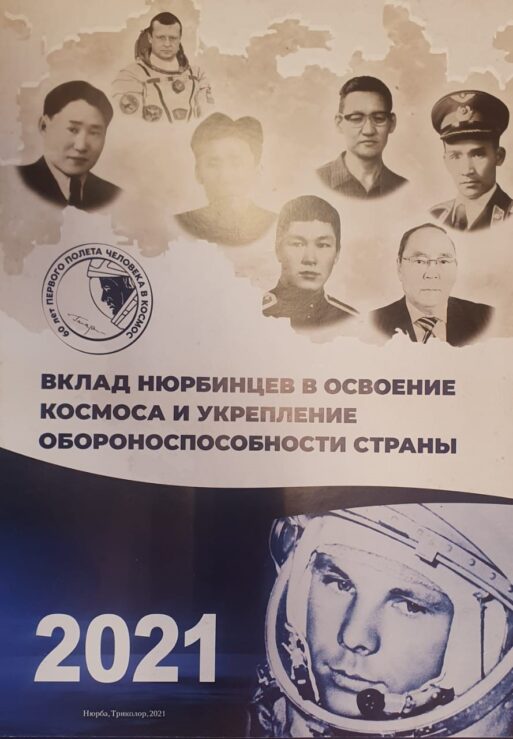 60 лет ПЕРВОГО ПОЛЕТА ЧЕЛОВЕКА В КОСМОС
ВКЛАД НЮРБИНЦЕВ В ОСВОЕНИЕ
КОСМОСА И УКРЕПЛЕНИЕ
ОБОРОНОСПОСОБНОСТИ СТРАНЫ
2021
Нюрба, Триколор, 2021